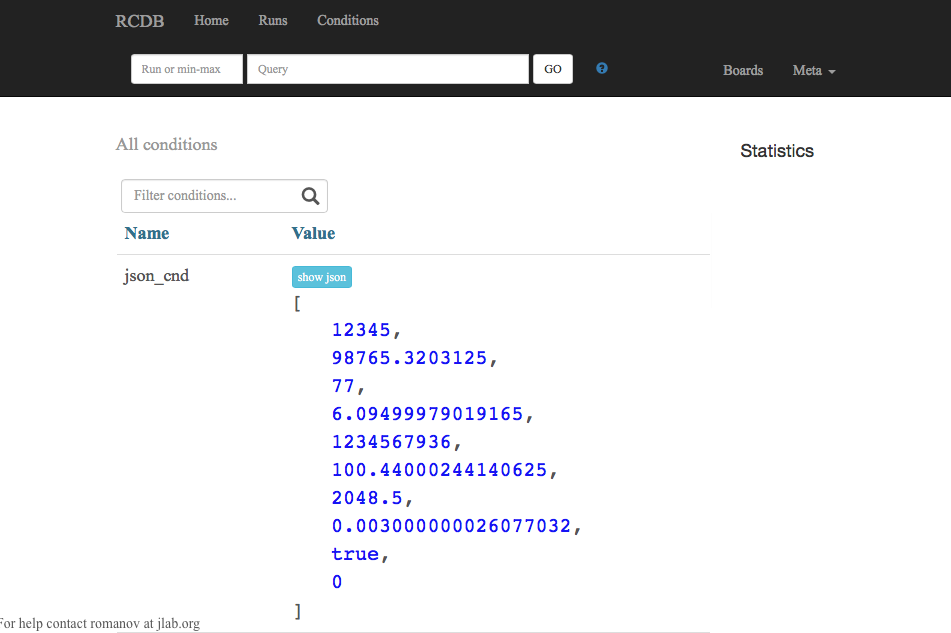 RCDB Home Runs Conditions
Run or min-max Query GO ? Boards Meta
All conditions
Statistics
Filter conditions...
Name Value
json_cnd show json
[
12345,
98765.3203125,
77,
6.09499979019165,
1234567936,
100.44000244140625,
2048.5,
0.0030000000026077032,
true,
0
]
For help contact romanov at jlab.org